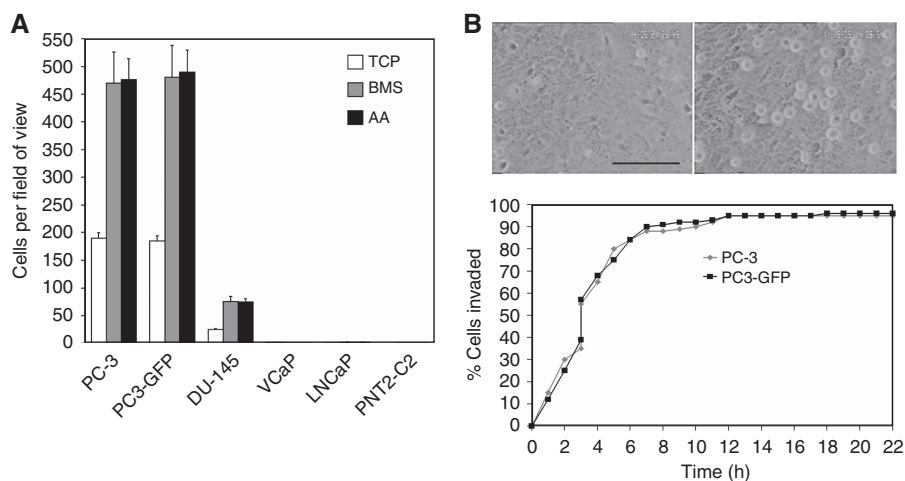 A
550
500
450
400
350
300
250
200
150
100
50
0
Cells per field of view
TCP
BMS
AA
PC-3
PC3-GFP
DU-145
VCaP
LNCaP
PNT2-C2
B
100
90
80
70
60
50
40
30
20
10
0
% Cells invaded
PC-3
PC3-GFP
0 2 4 6 8 10 12 14 16 18 20 22
Time (h)